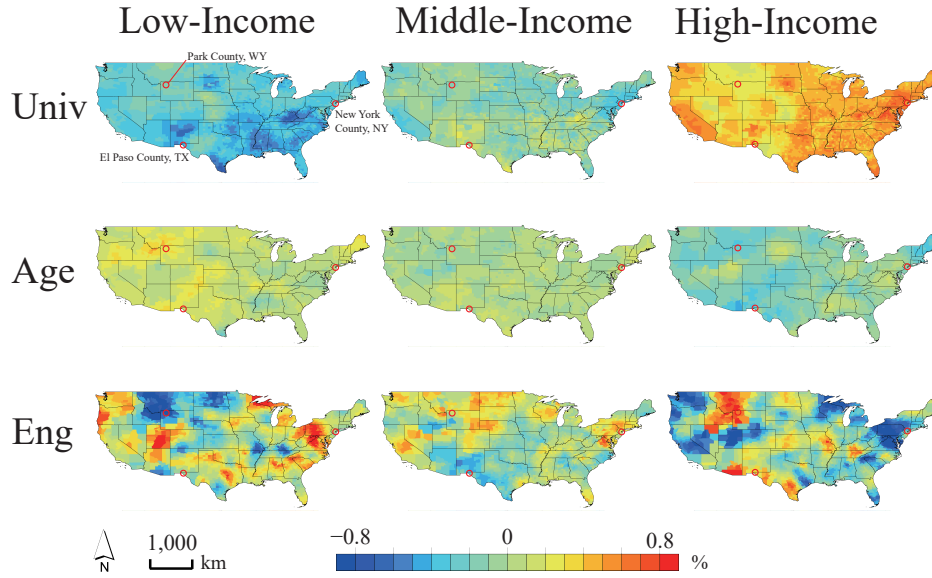 Low-Income Middle-Income High-Income
Park County, WY
Univ
New York
County, NY
El Paso County, TX
Age
Eng
−0.8 0 0.8
1,000
km
%
N